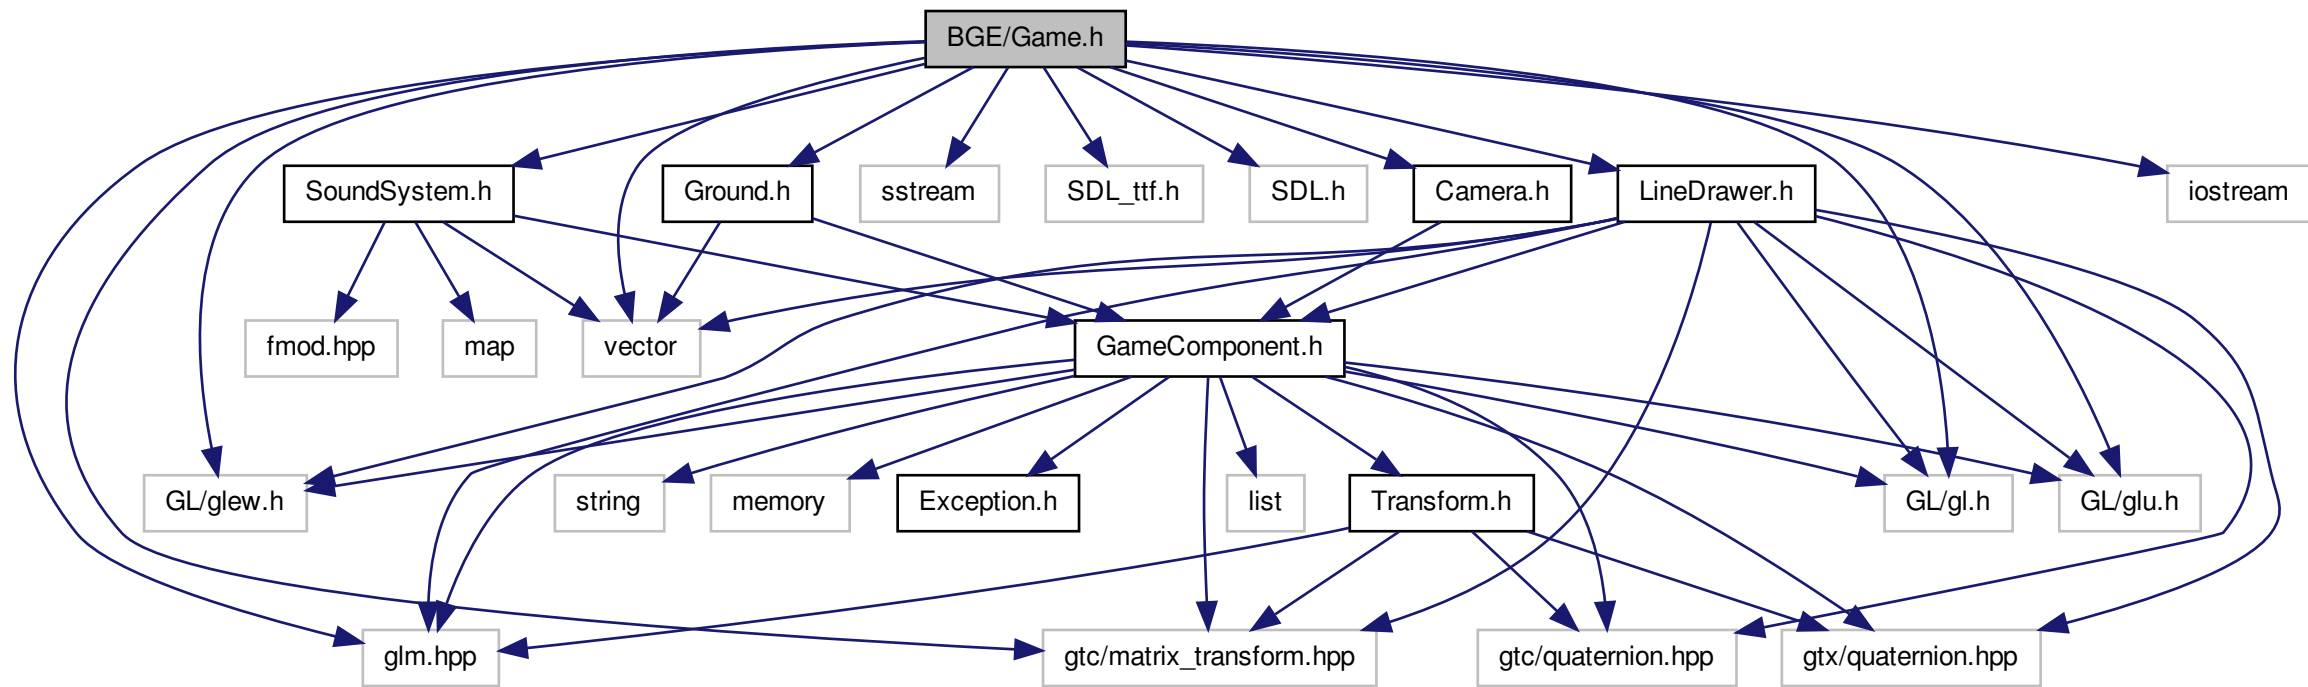 BGE/Game.h
SoundSystem.h
Ground.h
sstream
SDL_ttf.h
SDL.h
Camera.h
LineDrawer.h
iostream
fmod.hpp
map
vector
GameComponent.h
GL/glew.h
string
memory
Exception.h
list
Transform.h
GL/gl.h
GL/glu.h
glm.hpp
gtc/matrix_transform.hpp
gtc/quaternion.hpp
gtx/quaternion.hpp